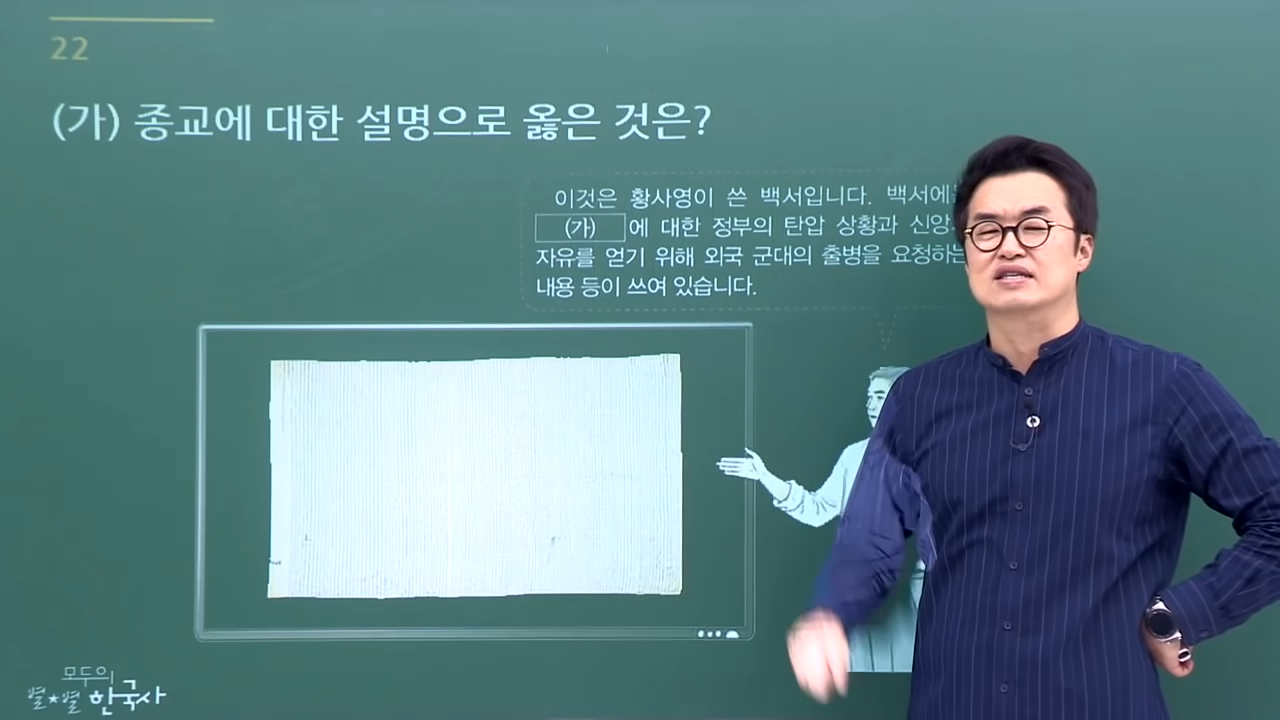 22
(가) 종교에 대한 설명으로 옳은 것은?
이것은 황사영이 쓴 백서입니다. 백서에는
(가) 에 대한 정부의 탄압 상황과 신앙
자유를 얻기 위해 외국 군대의 출병을 요청하는
내용 등이 쓰여 있습니다.
모두의
별★별 한국사